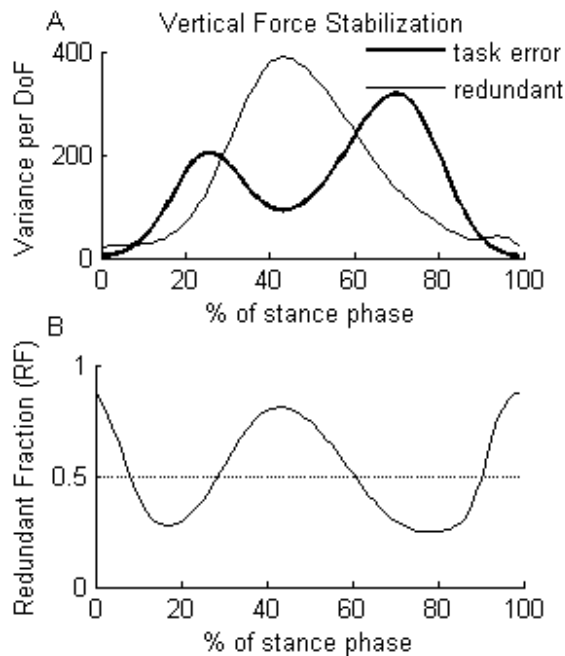 A
Vertical Force Stabilization
task error
redundant
Variance per DoF
400
200
0
0 20 40 60 80 100
% of stance phase
B
Redundant Fraction (RF)
1
0.5
0
0 20 40 60 80 100
% of stance phase